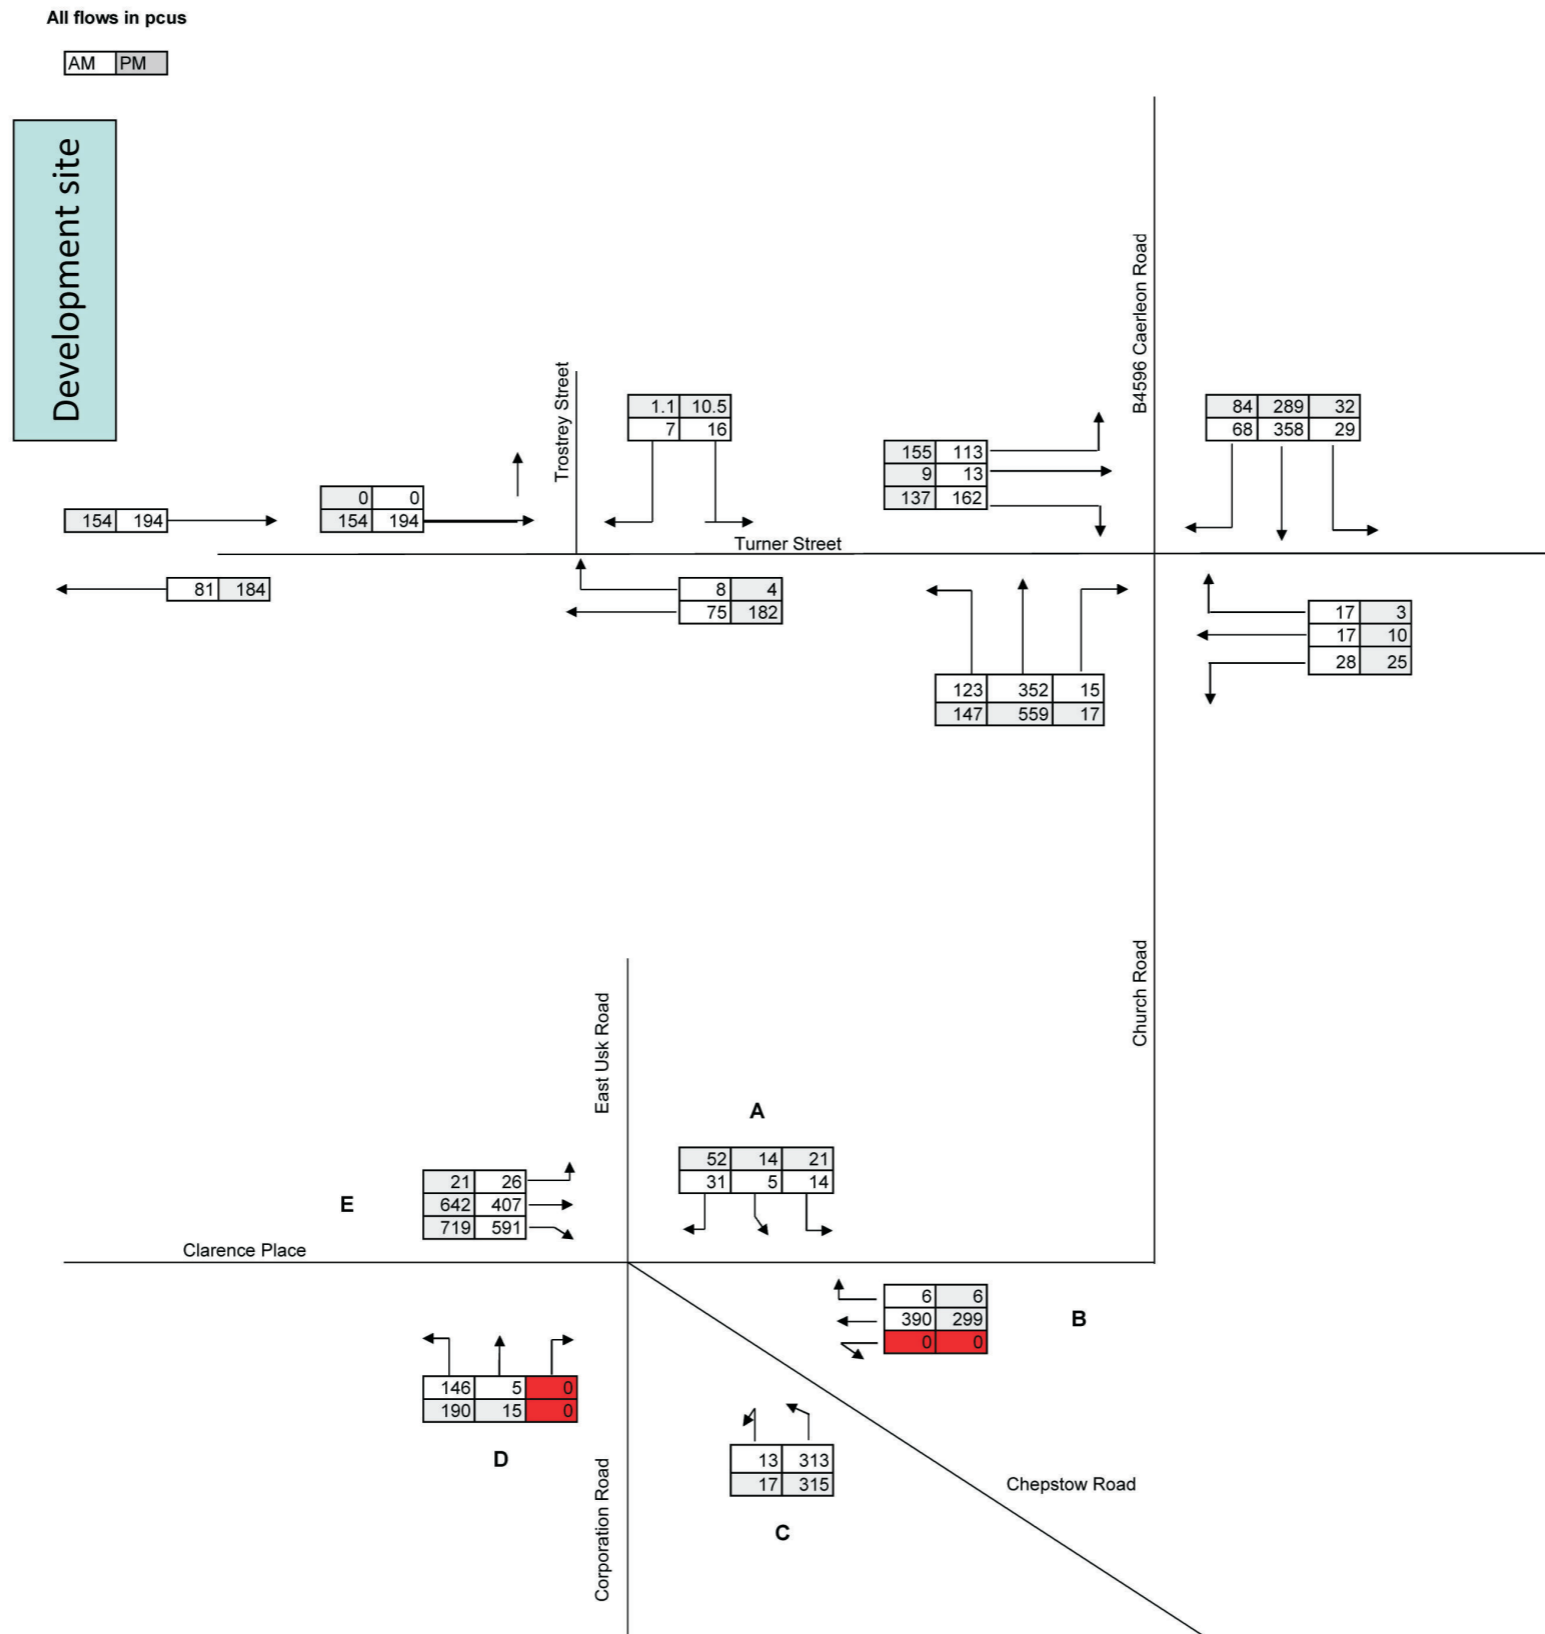 All flows in pcus
AM PM
Development site
B4596 Caerleon Road
Trostrey Street
1.1 10.5
7 16
84 289 32
68 358 29
155 113
9 13
137 162
0 0
154 194
154 194
Turner Street
81 184
8 4
75 182
17 3
17 10
28 25
123 352 15
147 559 17
Church Road
East Usk Road
A
52 14 21
31 5 14
E
21 26
642 407
719 591
Clarence Place
6 6
390 299
0 0
B
146 5 0
190 15 0
D
13 313
17 315
C
Chepstow Road
Corporation Road